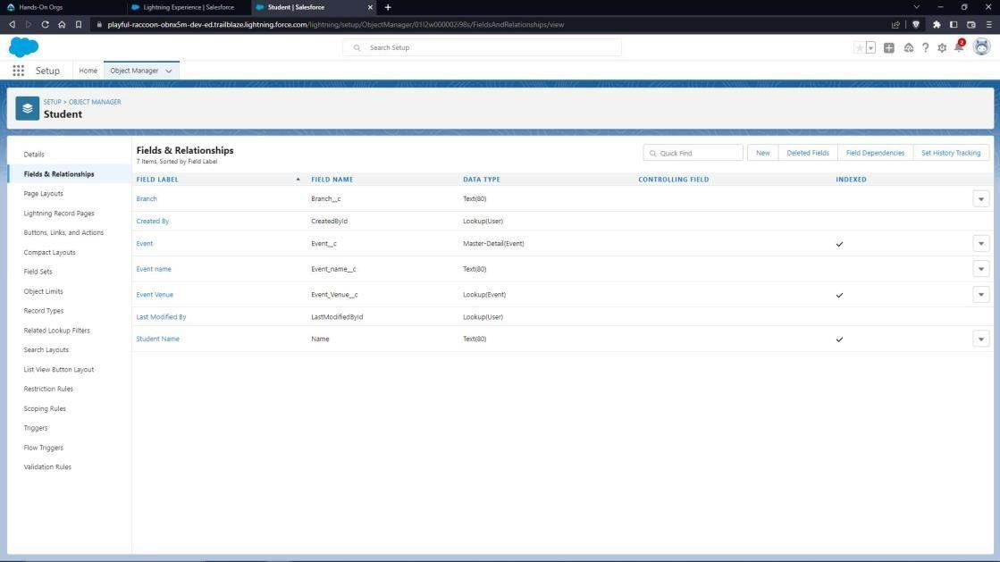 Hands-On Orgs
Lightning Experience | Salesforce
Student | Salesforce
playful-raccoon-obnx5m-dev-ed.trailblaze.lightning.force.com/lightning/setup/ObjectManager/01I2w000002i98s/FieldsAndRelationships/view
Search Setup
2
Setup
Home
Object Manager
SETUP > OBJECT MANAGER
Student
Details
Fields & Relationships
Page Layouts
Lightning Record Pages
Buttons, Links, and Actions
Compact Layouts
Field Sets
Object Limits
Record Types
Related Lookup Filters
Search Layouts
List View Button Layout
Restriction Rules
Scoping Rules
Triggers
Flow Triggers
Validation Rules
Fields & Relationships
7 Items, Sorted by Field Label
Quick Find
New
Deleted Fields
Field Dependencies
Set History Tracking
FIELD LABEL FIELD NAME DATA TYPE CONTROLLING FIELD INDEXED
Branch Branch__c Text(80)
Created By CreatedById Lookup(User)
Event Event__c Master-Detail(Event)
Event name Event_name__c Text(80)
Event Venue Event_Venue__c Lookup(Event)
Last Modified By LastModifiedById Lookup(User)
Student Name Name Text(80)